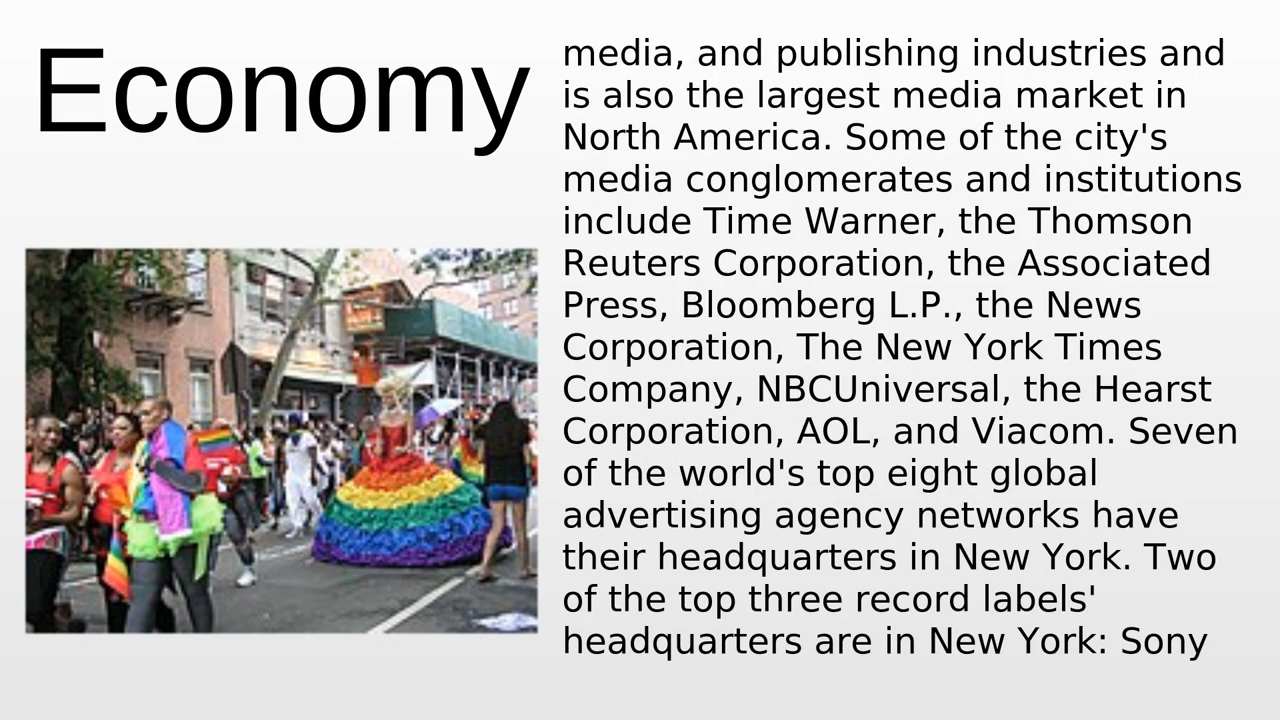 Economy
media, and publishing industries and
is also the largest media market in
North America. Some of the city's
media conglomerates and institutions
include Time Warner, the Thomson
Reuters Corporation, the Associated
Press, Bloomberg L.P., the News
Corporation, The New York Times
Company, NBCUniversal, the Hearst
Corporation, AOL, and Viacom. Seven
of the world's top eight global
advertising agency networks have
their headquarters in New York. Two
of the top three record labels'
headquarters are in New York: Sony